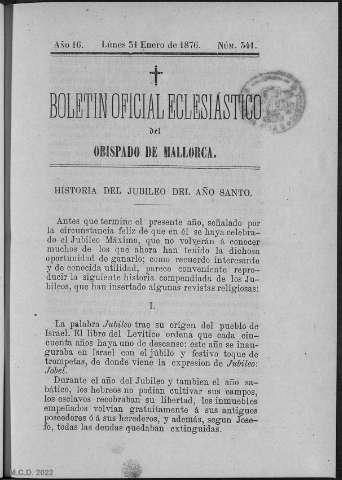 Año 16. Lúnes 31 Enero de 1876. Núm. 341.
BOLETIN OFICIAL ECLESIÁSTICO
del
OBISPADO DE MALLORCA.
HISTORIA DEL JUBILEO DEL AÑO SANTO.
Antes que termine el presente año, señalado por
la circunstancia feliz de que en él se haya celebra-
do el Jubileo Máximo, que no volverán á conocer
muchos de los que ahora han tenido la dichosa
oportunidad de ganarlo; como recuerdo interesante
y de conocida utilidad, parece conveniente repro-
ducir la siguiente historia compendiada de los Ju-
bileos, que han insertado algunas revistas religiosas:
I.
La palabra Jubileo trae su origen del pueblo de
Israel. El libro del Levítico ordena que cada cin-
cuenta años haya uno de descanso: este año se inau-
guraba en Israel con el júbilo y festivo toque de
trompetas, de donde viene la expresion de Jubileo:
Jobel.
Durante el año del Jubileo y tambien el año sa-
bático, los hebreos no podian cultivar sus campos,
los esclavos recobraban su libertad, los inmuebles
empeñados volvian gratuitamente á sus antiguos
poseedores ó á sus herederos, y además, segun Jose-
fo, todas las deudas quedaban extinguidas.
M.C.D. 2022